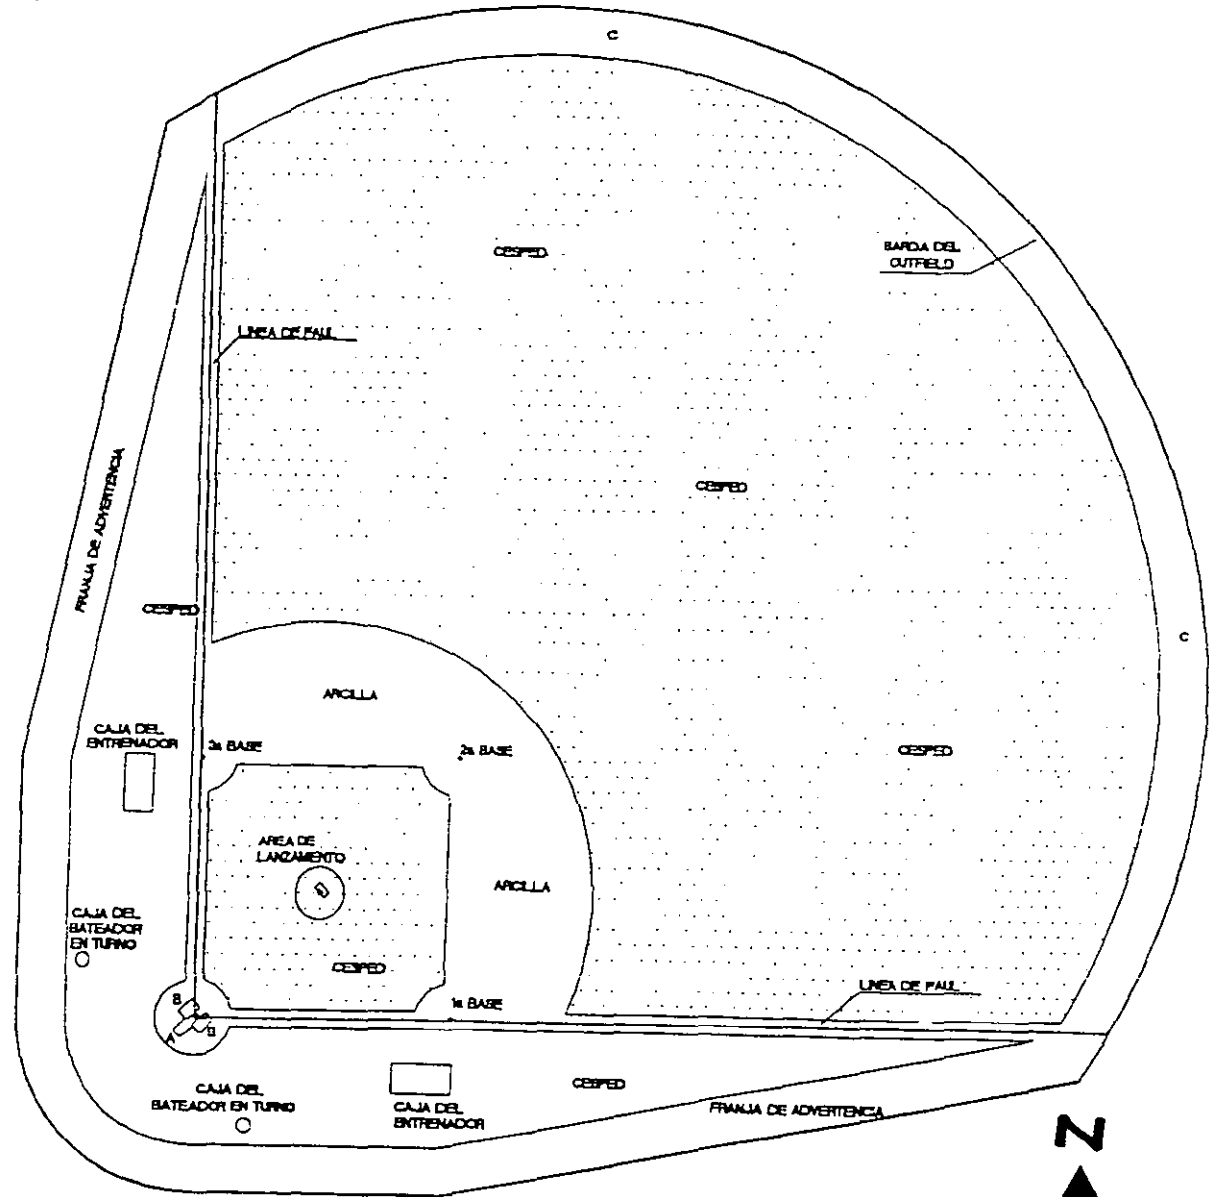 C
CESPED
BARDA DEL
OUTFIELD
LINEA DE FAUL
CESPED
FRANJA DE ADVERTENCIA
CESPED
C
ARCILLA
CAJA DEL
ENTRENADOR
3a BASE
2a BASE
CESPED
AREA DE
LANZAMIENTO
ARCILLA
CAJA DEL
BATEADOR
EN TURNO
CESPED
LINEA DE FAUL
B
1a BASE
A
B
CAJA DEL
BATEADOR EN TURNO
CAJA DEL
ENTRENADOR
CESPED
FRANJA DE ADVERTENCIA
N